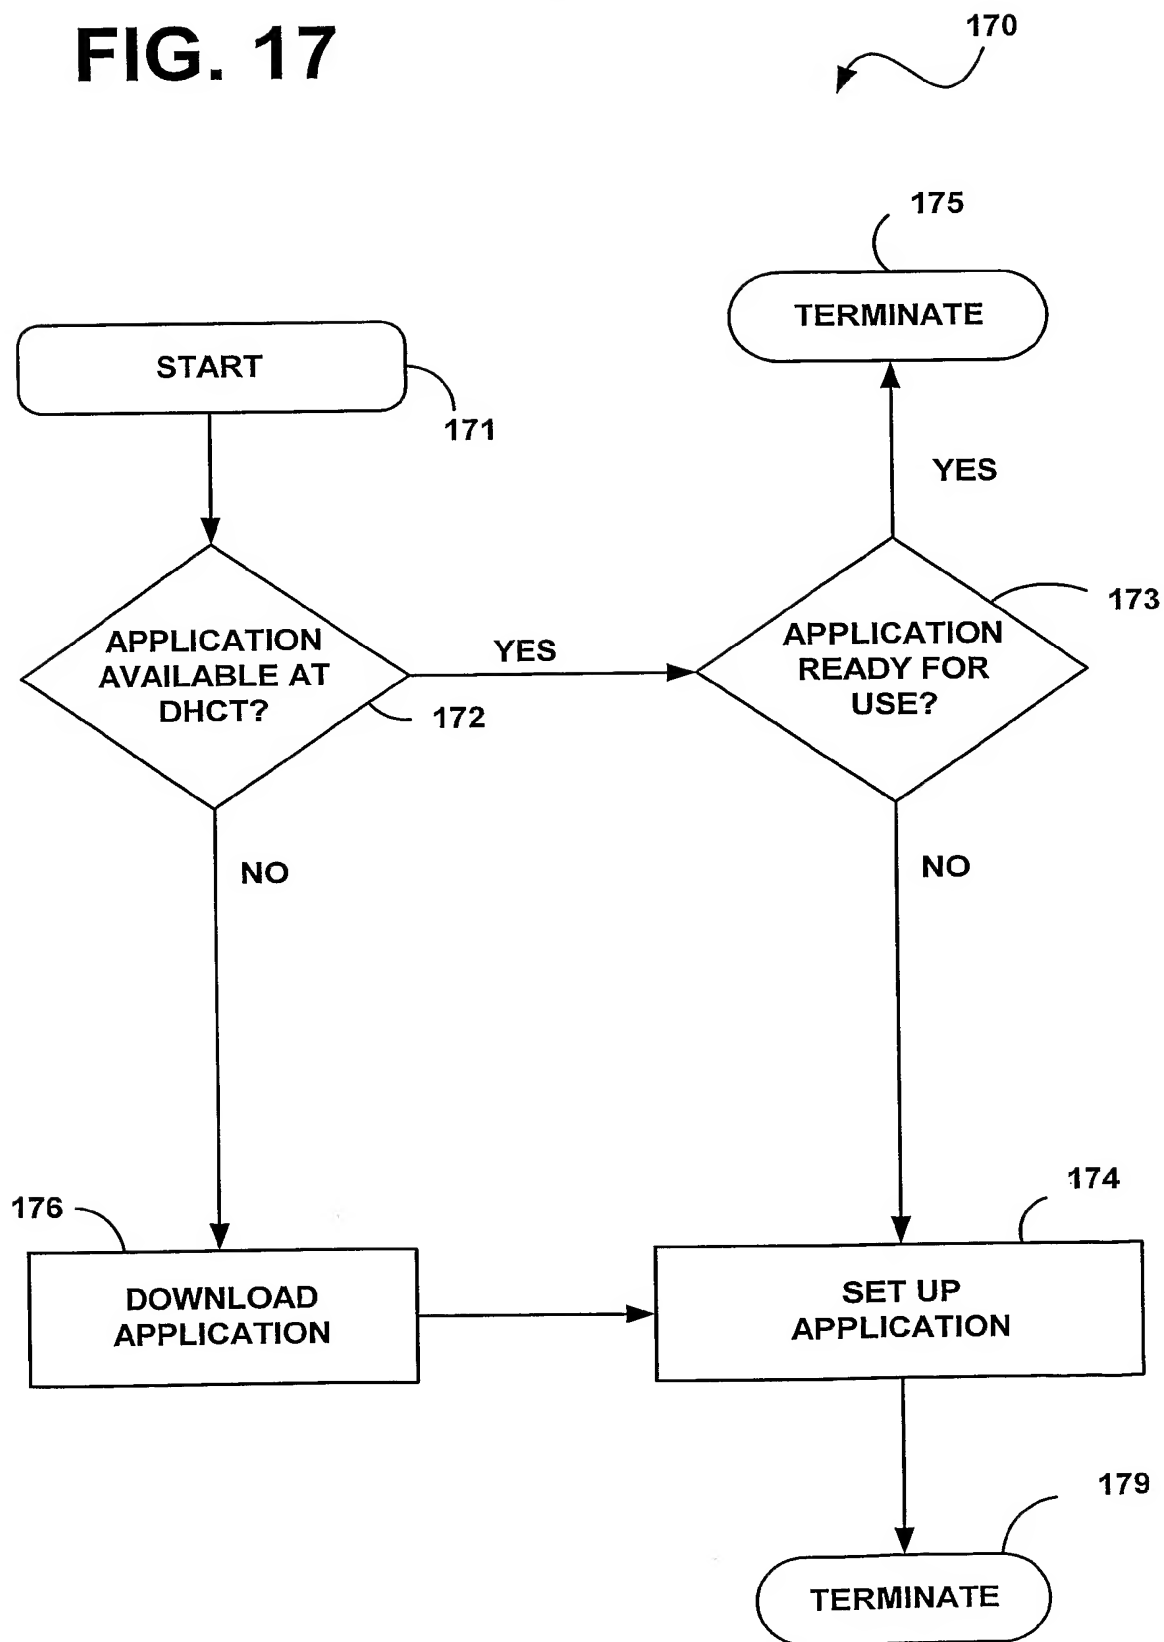 FIG. 17
170
175
TERMINATE
START
171
YES
173
APPLICATION
AVAILABLE AT
DHCT?
YES
172
APPLICATION
READY FOR
USE?
NO
NO
176
174
DOWNLOAD
APPLICATION
SET UP
APPLICATION
179
TERMINATE